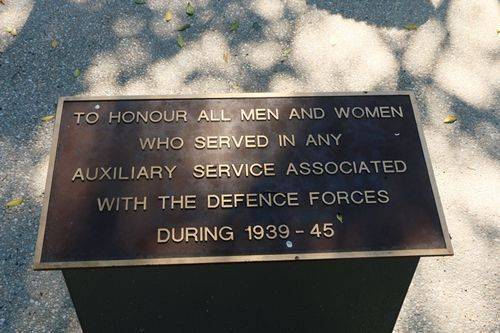 TO HONOUR ALL MEN AND WOMEN
WHO SERVED IN ANY
AUXILIARY SERVICE ASSOCIATED
WITH THE DEFENCE FORCES
DURING 1939 - 45